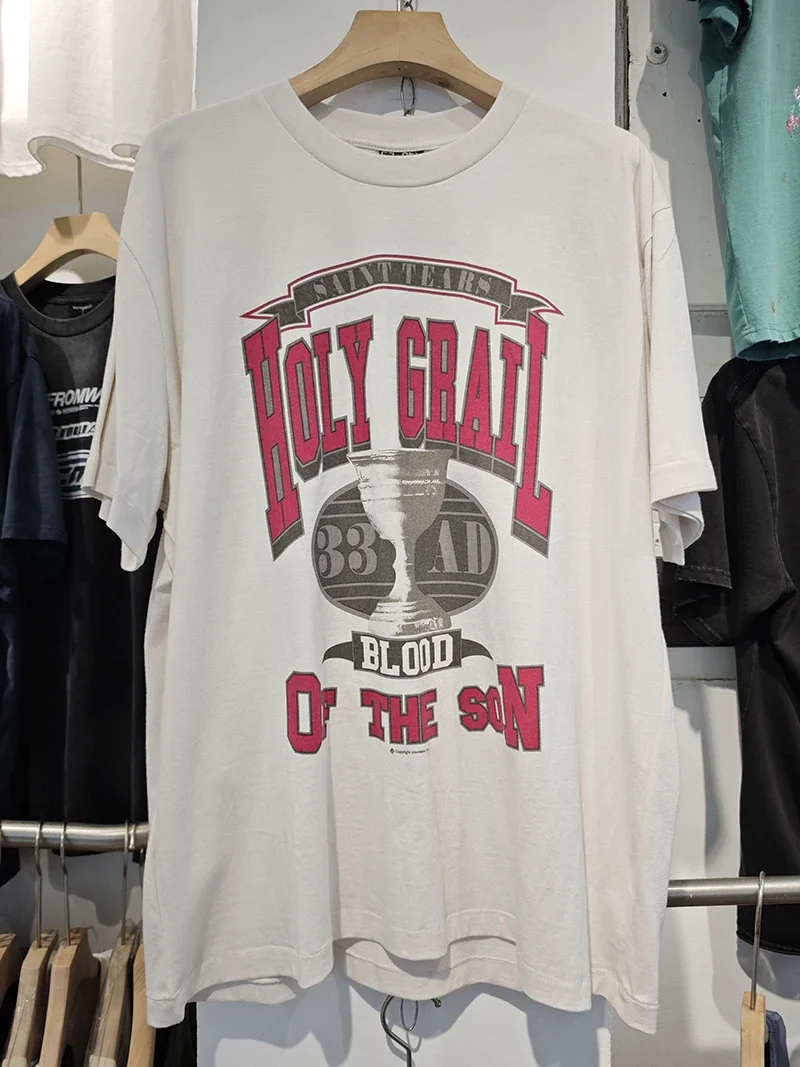 SAINT TEARS
HOLY GRAIL
33 AD
BLOOD
OF THE SON